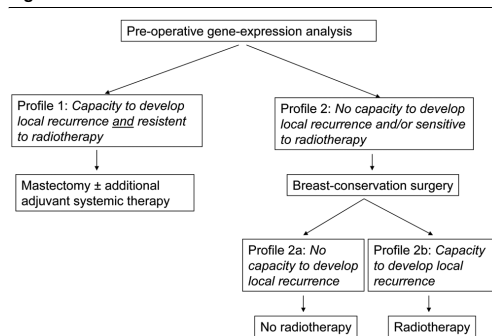 Pre-operative gene-expression analysis
Profile 1: Capacity to develop
local recurrence and resistent
to radiotherapy
Profile 2: No capacity to develop
local recurrence and/or sensitive
to radiotherapy
Mastectomy ± additional
adjuvant systemic therapy
Breast-conservation surgery
Profile 2a: No
capacity to develop
local recurrence
Profile 2b: Capacity
to develop local
recurrence
No radiotherapy
Radiotherapy